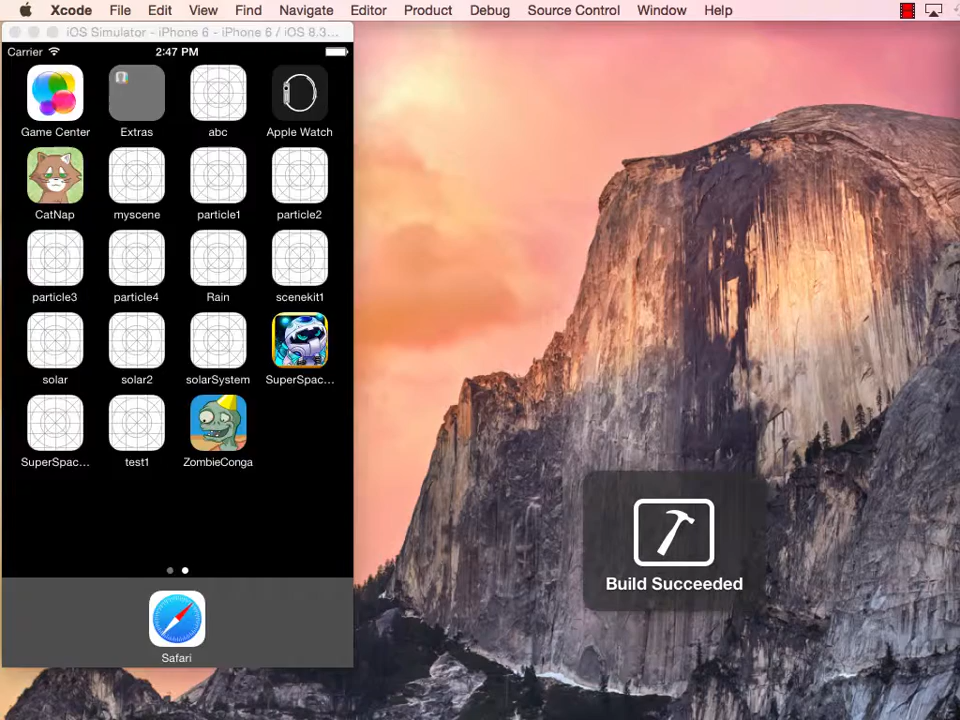 Xcode File Edit View Find Navigate Editor Product Debug Source Control Window Help
iOS Simulator - iPhone 6 - iPhone 6 / iOS 8.3...
Carrier 2:47 PM
Game Center Extras abc Apple Watch
CatNap myscene particle1 particle2
particle3 particle4 Rain scenekit1
solar solar2 solarSystem SuperSpac...
SuperSpac... test1 ZombieConga
Build Succeeded
Safari